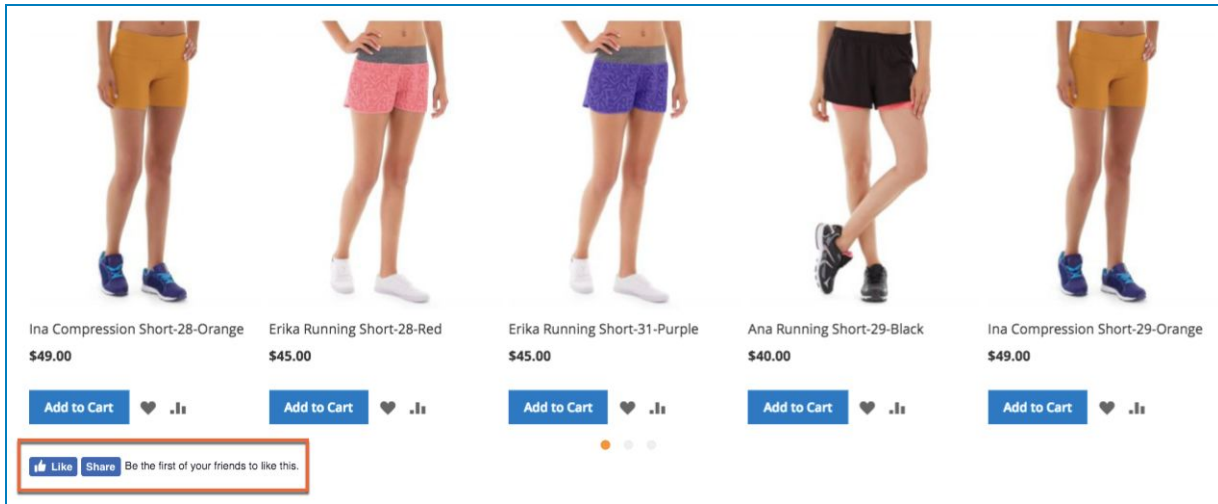 Ina Compression Short-28-Orange
$49.00
Add to Cart
Erika Running Short-28-Red
$45.00
Add to Cart
Erika Running Short-31-Purple
$45.00
Add to Cart
Ana Running Short-29-Black
$40.00
Add to Cart
Ina Compression Short-29-Orange
$49.00
Add to Cart
Like Share Be the first of your friends to like this.